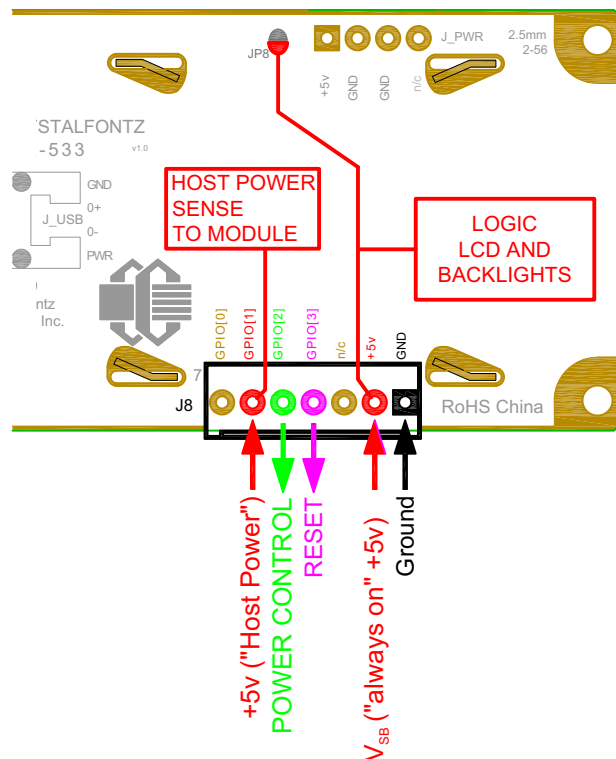 JP8
J_PWR
2.5mm
2-56
+5v
GND
GND
n/c
STALFONTZ
-533
v1.0
GND
J_USB
0+
0-
PWR
ntz
Inc.
HOST POWER
SENSE
TO MODULE
LOGIC
LCD AND
BACKLIGHTS
GPIO[0]
GPIO[1]
GPIO[2]
GPIO[3]
n/c
+5v
GND
7
J8
RoHS China
+5v ("Host Power")
POWER CONTROL
RESET
VSB ("always on" +5v)
Ground